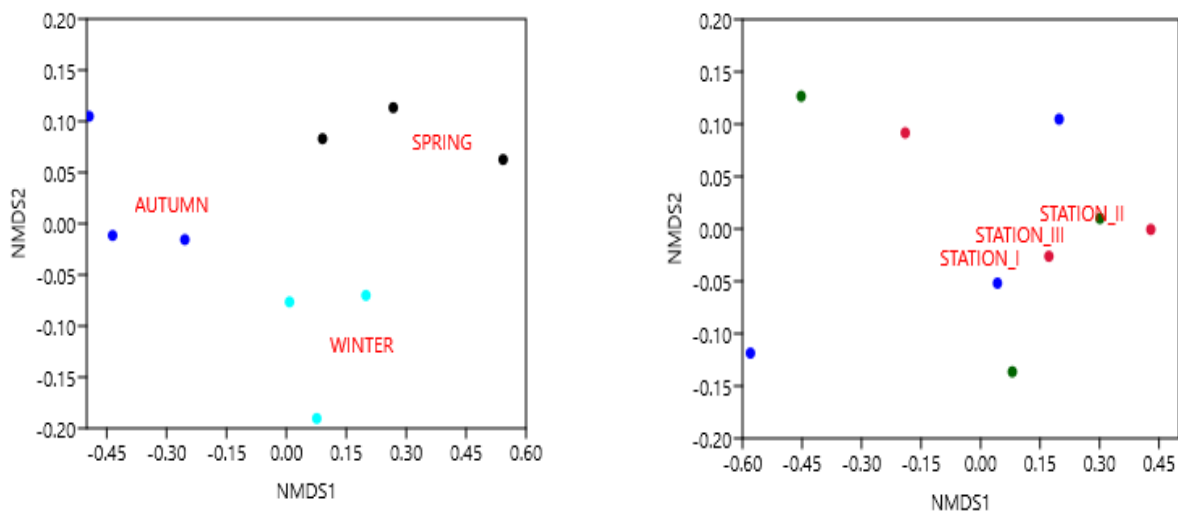 0.20
0.15
0.10
0.05
0.00
-0.05
-0.10
-0.15
-0.20
NMDS2
SPRING
AUTUMN
WINTER
-0.45 -0.30 -0.15 0.00 0.15 0.30 0.45 0.60
NMDS1
0.20
0.15
0.10
0.05
0.00
-0.05
-0.10
-0.15
-0.20
NMDS2
STATION_II
STATION_III
STATION_I
-0.60 -0.45 -0.30 -0.15 0.00 0.15 0.30 0.45
NMDS1